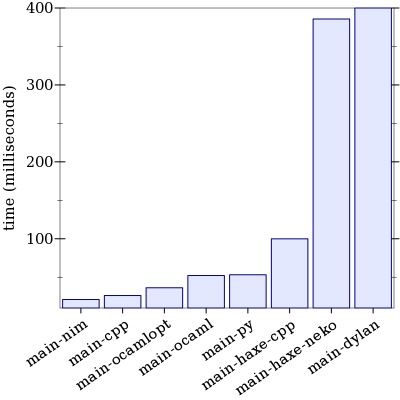 400
300
200
100
time (milliseconds)
main-nim
main-cpp
main-ocamlopt
main-ocaml
main-py
main-haxe-cpp
main-haxe-neko
main-dylan